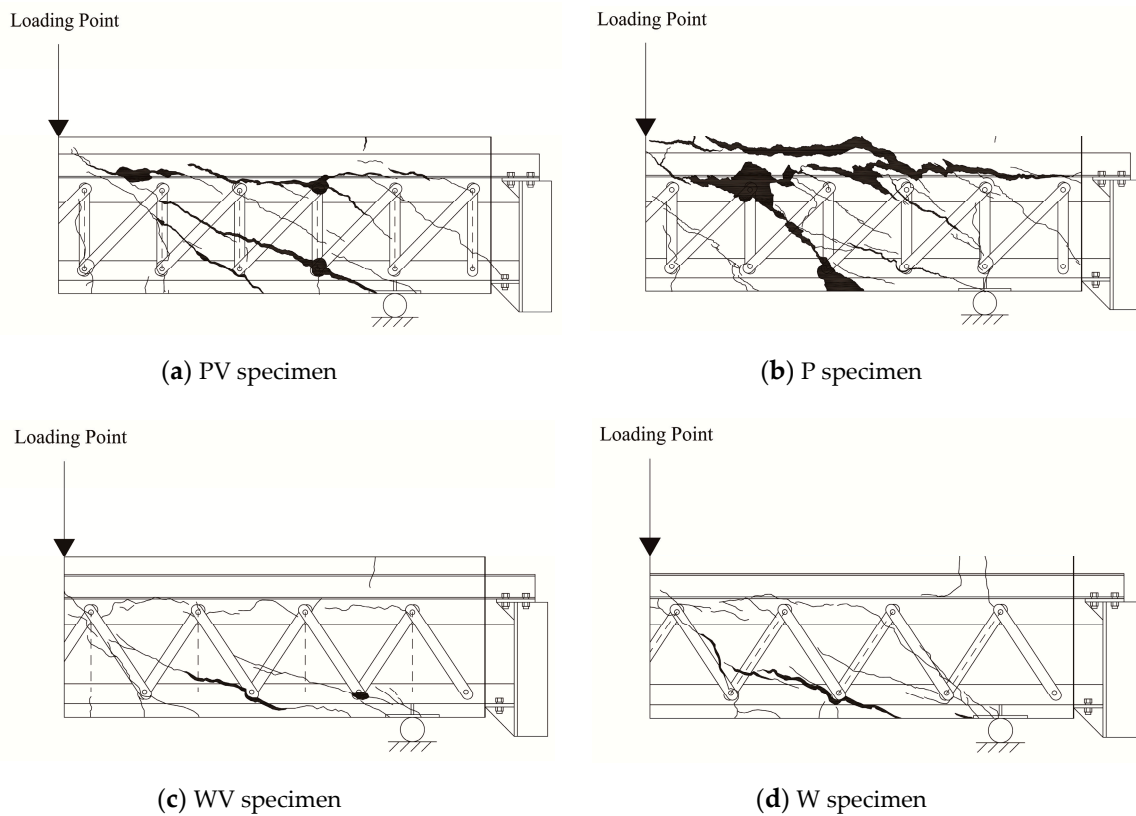 Loading Point
Loading Point
(a) PV specimen
(b) P specimen
Loading Point
Loading Point
(c) WV specimen
(d) W specimen